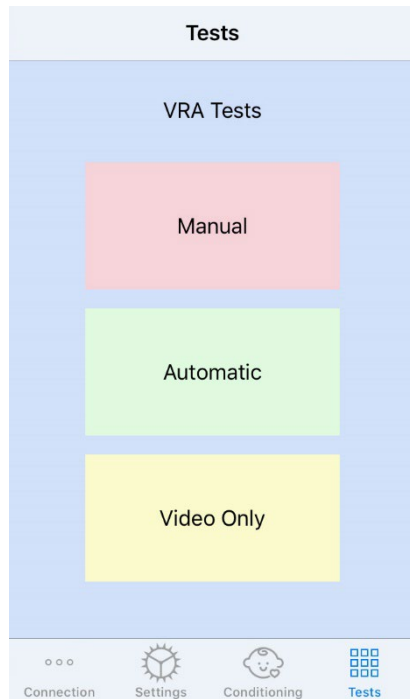 Tests
VRA Tests
Manual
Automatic
Video Only
Connection
Settings
Conditioning
Tests